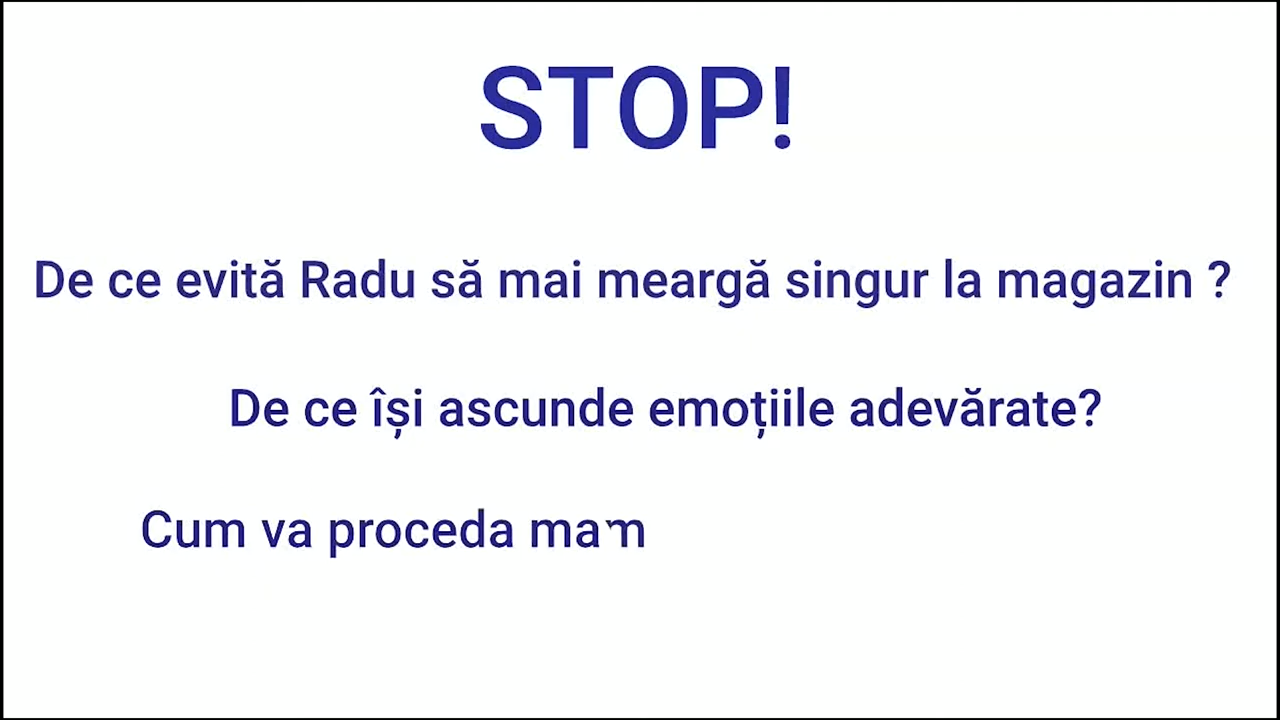 STOP!
De ce evită Radu să mai meargă singur la magazin ?
De ce își ascunde emoțiile adevărate?
Cum va proceda